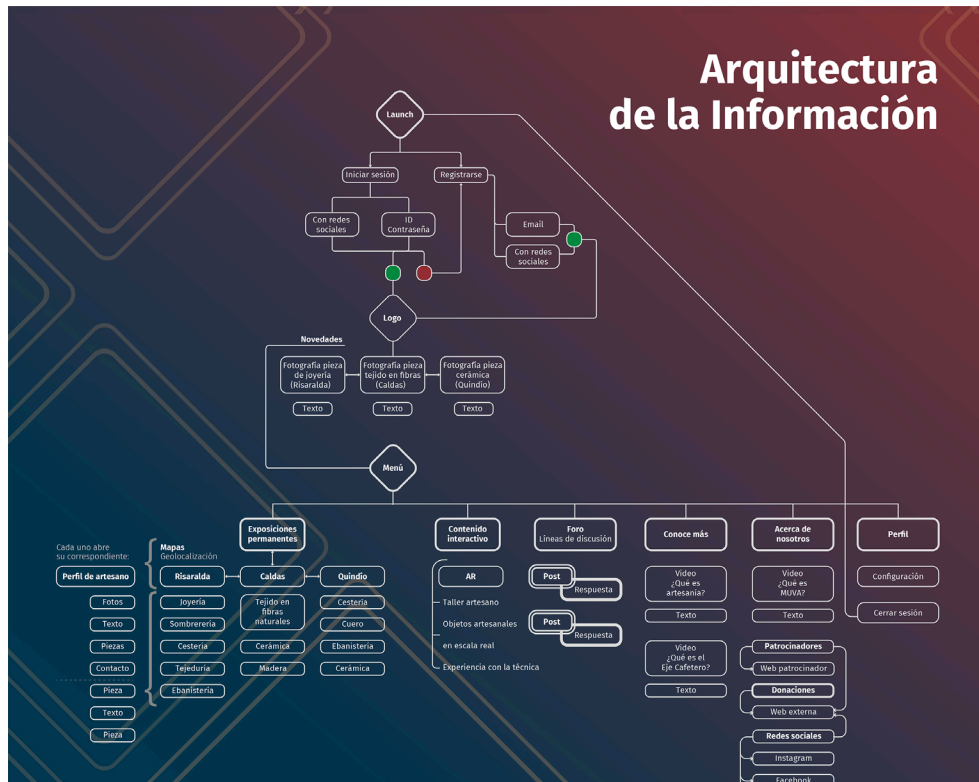 Arquitectura
de la Información
Launch
Iniciar sesión
Registrarse
Con redes
sociales
ID
Contraseña
Email
Con redes
sociales
Logo
Novedades
Fotografía pieza
de joyería
(Risaralda)
Fotografía pieza
tejido en fibras
(Caldas)
Fotografía pieza
cerámica
(Quindío)
Texto
Texto
Texto
Menú
Exposiciones
permanentes
Contenido
interactivo
Foro
Líneas de discusión
Conoce más
Acerca de
nosotros
Perfil
Cada uno abre
su correspondiente:
Perfil de artesano
Fotos
Texto
Piezas
Contacto
Pieza
Texto
Pieza
Mapas
Geolocalización
Risaralda
Joyería
Sombrerería
Cestería
Tejeduría
Ebanistería
Caldas
Tejido en
fibras
naturales
Cerámica
Madera
Quindío
Cestería
Cuero
Ebanistería
Cerámica
AR
Taller artesano
Objetos artesanales
en escala real
Experiencia con la técnica
Post
Respuesta
Post
Respuesta
Video
¿Qué es
artesanía?
Texto
Video
¿Qué es el
Eje Cafetero?
Texto
Video
¿Qué es
MUVA?
Texto
Patrocinadores
Web patrocinador
Donaciones
Web externa
Redes sociales
Instagram
Facebook
Configuración
Cerrar sesión